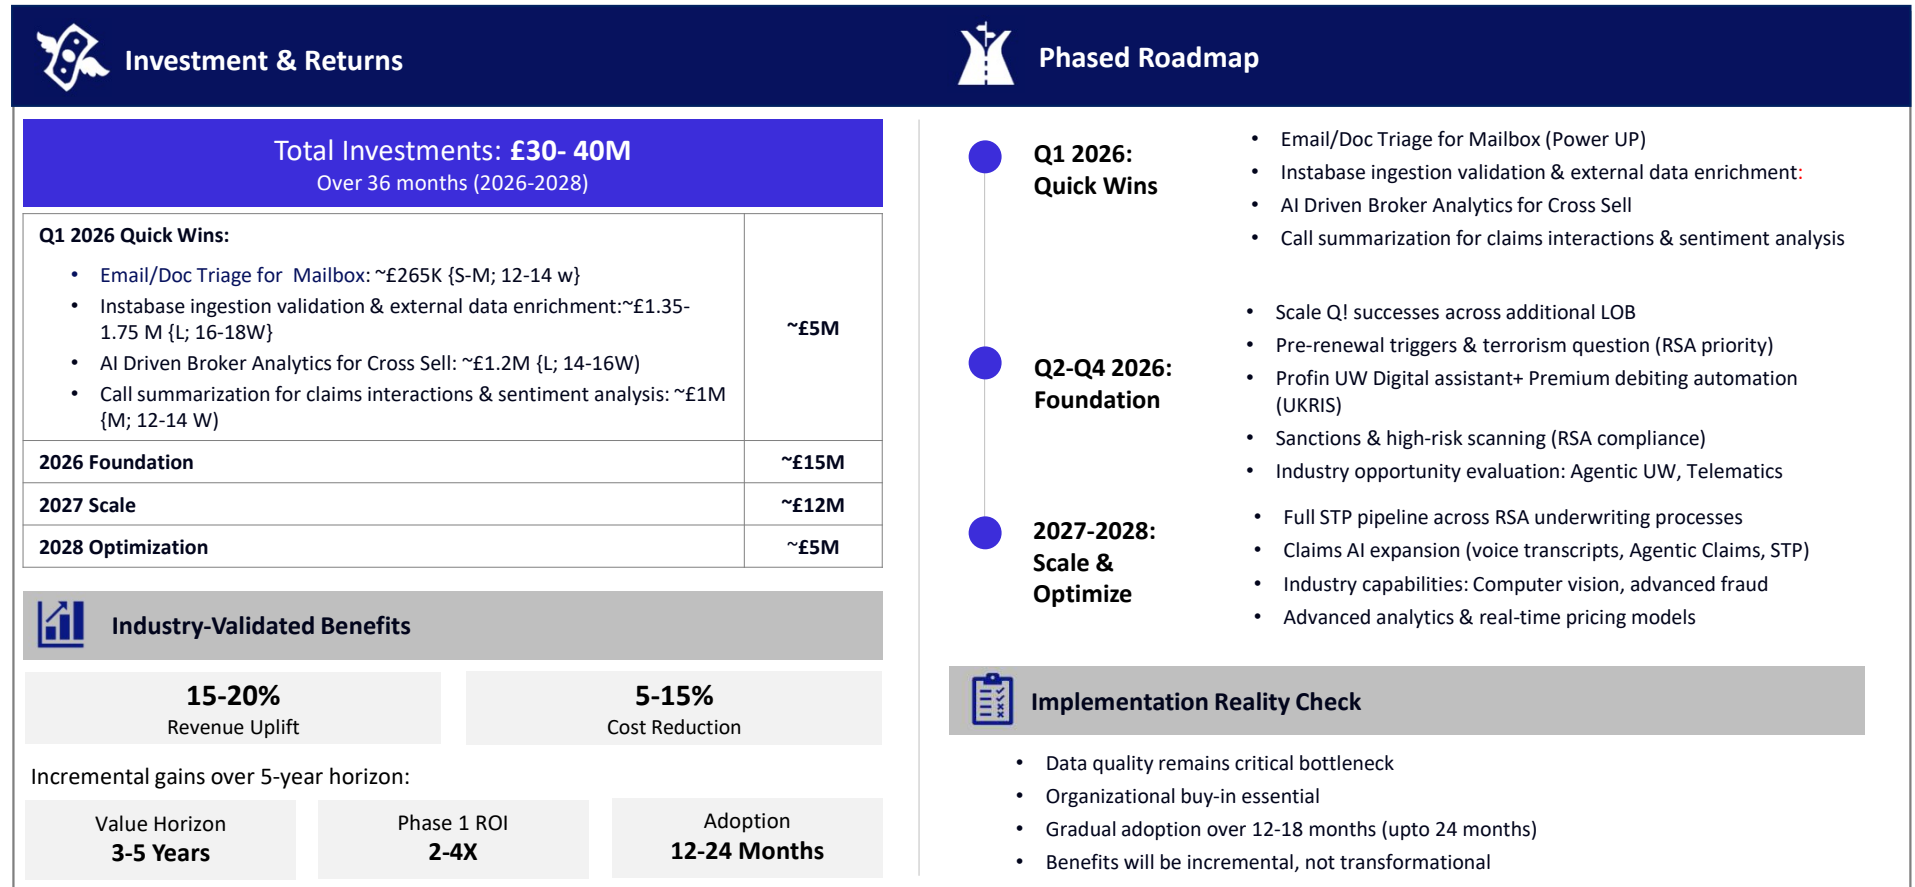 Investment & Returns
Total Investments: £30- 40M
Over 36 months (2026-2028)
Q1 2026 Quick Wins:
• Email/Doc Triage for  Mailbox: ~£265K {S-M; 12-14 w}
• Instabase ingestion validation & external data enrichment:~£1.35-
1.75 M {L; 16-18W}
• AI Driven Broker Analytics for Cross Sell: ~£1.2M {L; 14-16W)
• Call summarization for claims interactions & sentiment analysis: ~£1M
{M; 12-14 W)
~£5M
2026 Foundation
~£15M
2027 Scale
~£12M
2028 Optimization
~£5M
Industry-Validated Benefits
15-20%
Revenue Uplift
5-15%
Cost Reduction
Incremental gains over 5-year horizon:
Value Horizon
3-5 Years
Phase 1 ROI
2-4X
Adoption
12-24 Months
Phased Roadmap
Q1 2026:
Quick Wins
• Email/Doc Triage for Mailbox (Power UP)
• Instabase ingestion validation & external data enrichment:
• AI Driven Broker Analytics for Cross Sell
• Call summarization for claims interactions & sentiment analysis
Q2-Q4 2026:
Foundation
• Scale Q! successes across additional LOB
• Pre-renewal triggers & terrorism question (RSA priority)
• Profin UW Digital assistant+ Premium debiting automation
(UKRIS)
• Sanctions & high-risk scanning (RSA compliance)
• Industry opportunity evaluation: Agentic UW, Telematics
2027-2028:
Scale &
Optimize
• Full STP pipeline across RSA underwriting processes
• Claims AI expansion (voice transcripts, Agentic Claims, STP)
• Industry capabilities: Computer vision, advanced fraud
• Advanced analytics & real-time pricing models
Implementation Reality Check
• Data quality remains critical bottleneck
• Organizational buy-in essential
• Gradual adoption over 12-18 months (upto 24 months)
• Benefits will be incremental, not transformational